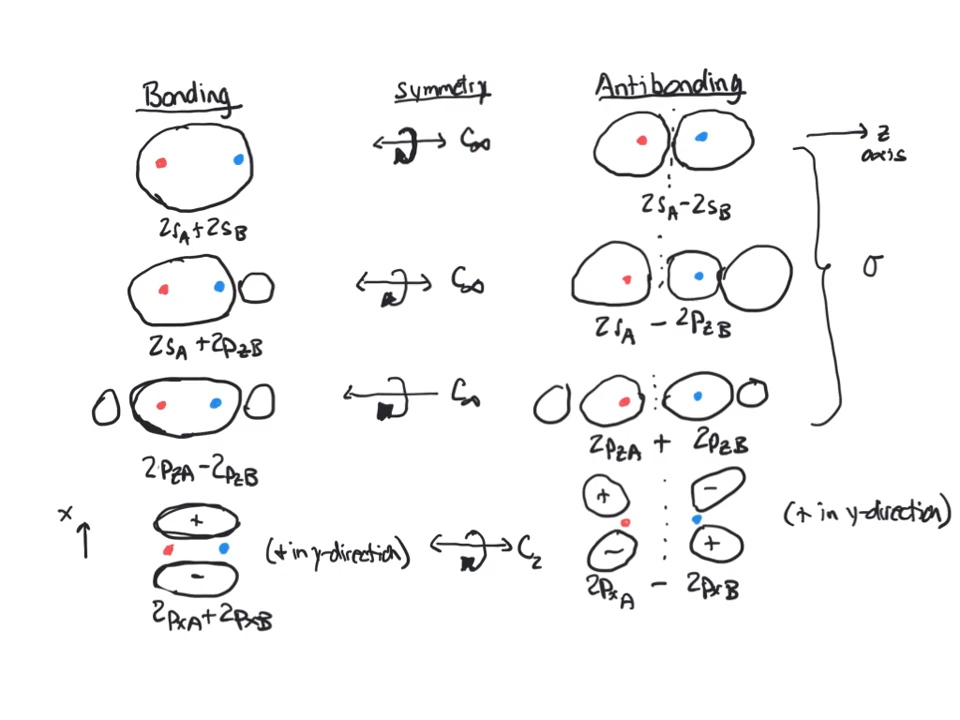 Bonding
symmetry
Antibonding
C∞
z
axis
2sA+2sB
2sA-2sB
C∞
σ
2sA+2pzB
2sA - 2pzB
C∞
2pzA-2pzB
2pzA + 2pzB
x
+
-
(+ in y-direction)
C2
+
-
-
+
(+ in y-direction)
2pxA+2pxB
2pxA - 2pxB